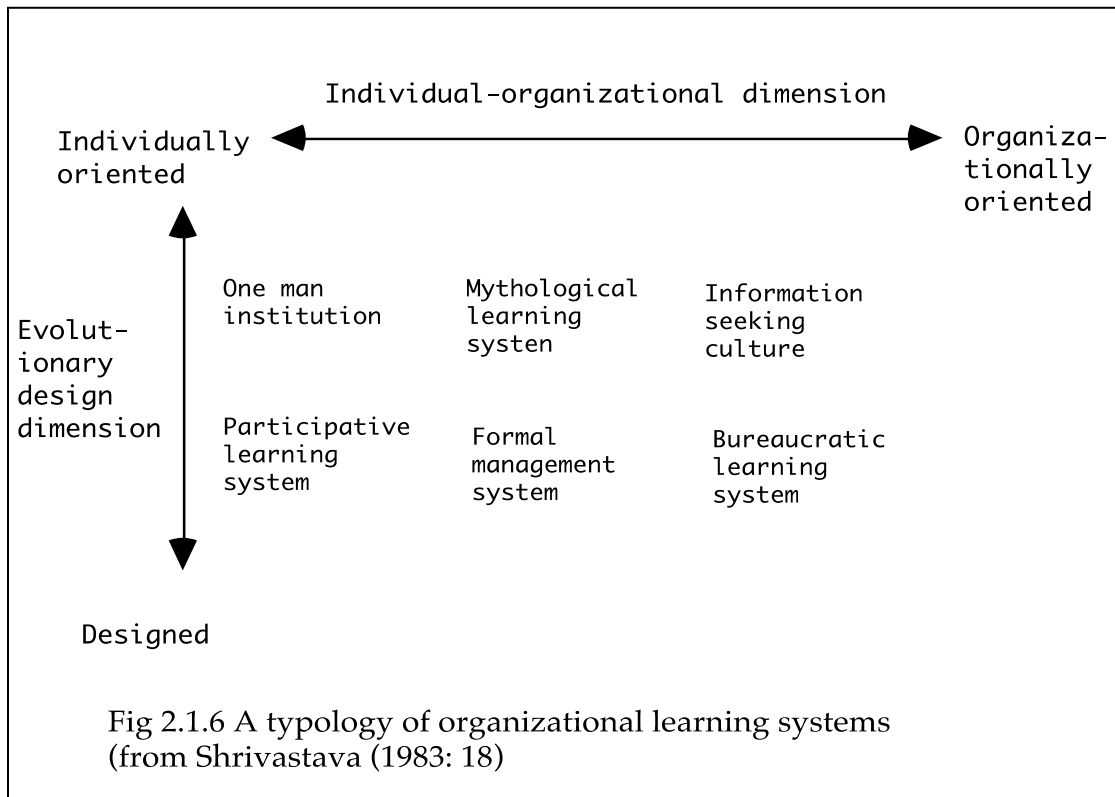 Individual-organizational dimension
Individually
oriented
Organiza-
tionally
oriented
One man
institution
Mythological
learning
systen
Information
seeking
culture
Evolut-
ionary
design
dimension
Participative
learning
system
Formal
management
system
Bureaucratic
learning
system
Designed
Fig 2.1.6 A typology of organizational learning systems
(from Shrivastava (1983: 18)